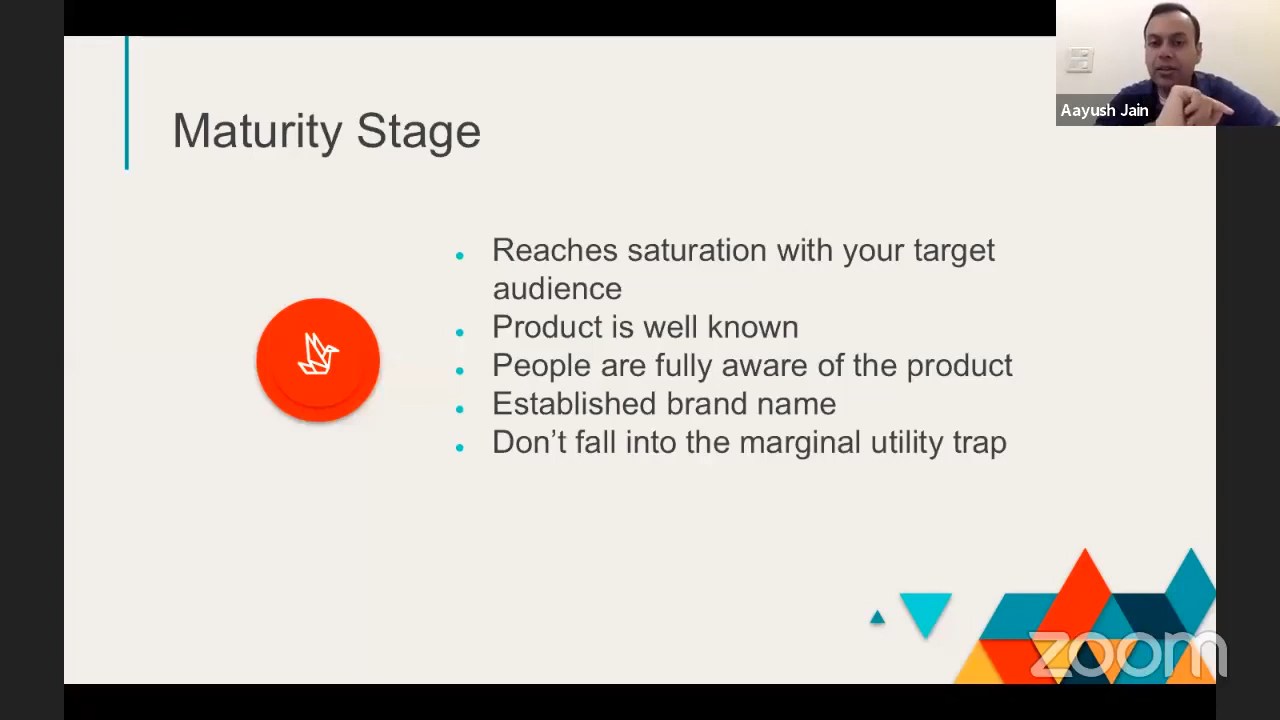 Aayush Jain
Maturity Stage
Reaches saturation with your target
audience
Product is well known
People are fully aware of the product
Established brand name
Don’t fall into the marginal utility trap
zoom